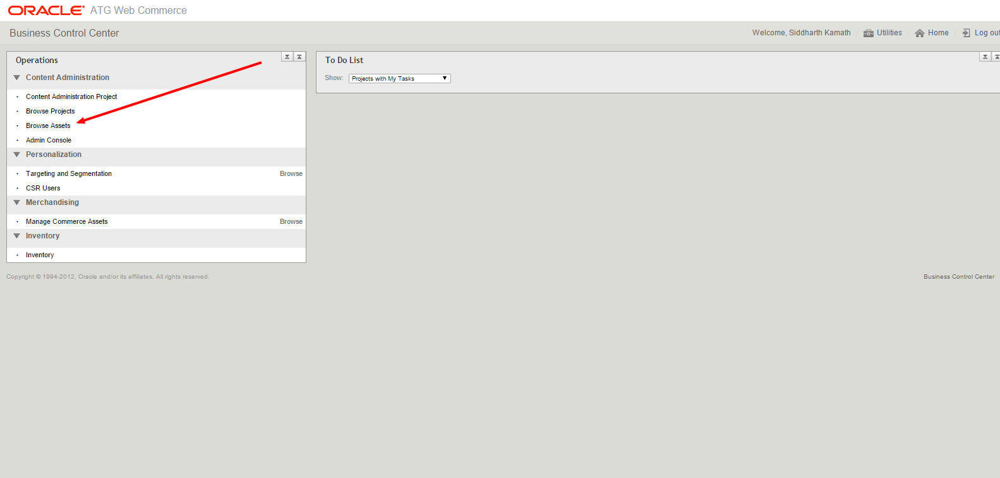 ORACLE ATG Web Commerce
Business Control Center
Welcome, Siddharth Kamath Utilities Home Log out
Operations
Content Administration
Content Administration Project
Browse Projects
Browse Assets
Admin Console
Personalization
Targeting and Segmentation Browse
CSR Users
Merchandising
Manage Commerce Assets Browse
Inventory
Inventory
To Do List
Show: Projects with My Tasks
Copyright © 1994-2012, Oracle and/or its affiliates. All rights reserved.
Business Control Center